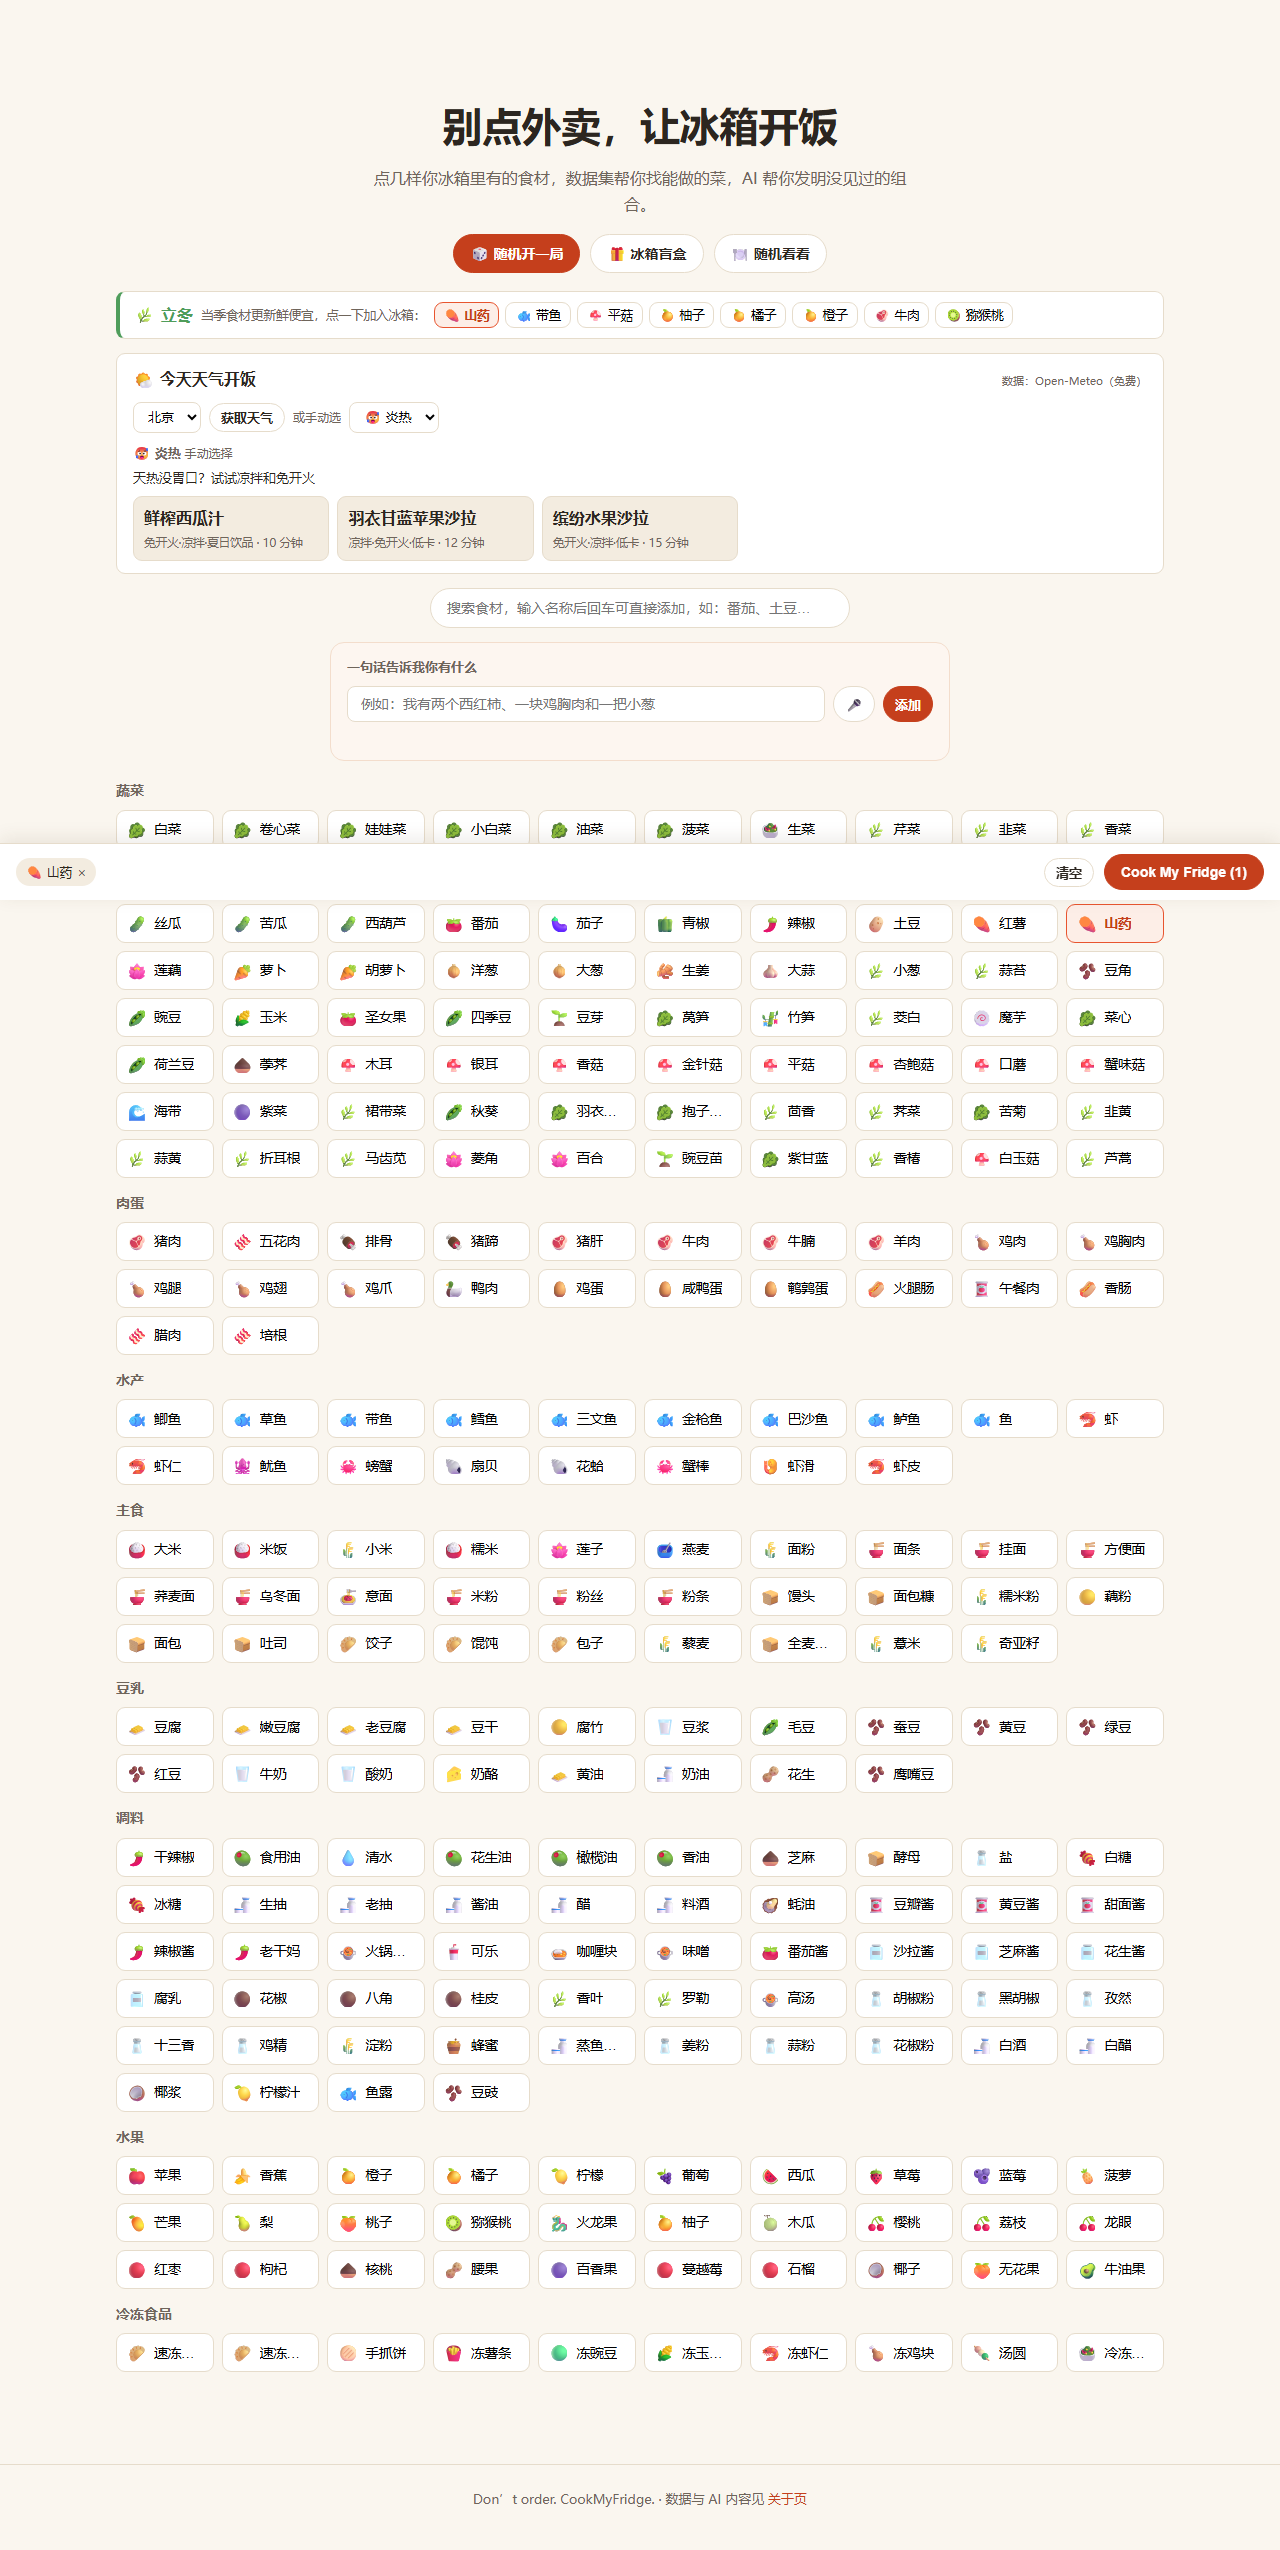 别点外卖，让冰箱开饭
点几样你冰箱里有的食材，数据集帮你找能做的菜，AI 帮你发明没见过的组
合。
随机开一局 冰箱盲盒 随机看看
立冬 当季食材更新鲜便宜，点一下加入冰箱： 山药 带鱼 平菇 柚子 橘子 橙子 牛肉 猕猴桃
今天天气开饭 数据：Open-Meteo（免费）
北京 获取天气 或手动选 炎热
炎热 手动选择
天热没胃口？试试凉拌和免开火
鲜榨西瓜汁 羽衣甘蓝苹果沙拉 缤纷水果沙拉
免开火·凉拌·夏日饮品 · 10 分钟 凉拌·免开火·低卡 · 12 分钟 免开火·凉拌·低卡 · 15 分钟
搜索食材，输入名称后回车可直接添加，如：番茄、土豆...
一句话告诉我你有什么
例如：我有两个西红柿、一块鸡胸肉和一把小葱 添加
蔬菜
白菜 卷心菜 娃娃菜 小白菜 油菜 菠菜 生菜 芹菜 韭菜 香菜
山药 × 清空 Cook My Fridge (1)
丝瓜 苦瓜 西葫芦 番茄 茄子 青椒 辣椒 土豆 红薯 山药
莲藕 萝卜 胡萝卜 洋葱 大葱 生姜 大蒜 小葱 蒜苔 豆角
豌豆 玉米 圣女果 四季豆 豆芽 莴笋 竹笋 茭白 魔芋 菜心
荷兰豆 荸荠 木耳 银耳 香菇 金针菇 平菇 杏鲍菇 口蘑 蟹味菇
海带 紫菜 裙带菜 秋葵 羽衣... 抱子... 茴香 荠菜 苦菊 韭黄
蒜黄 折耳根 马齿苋 菱角 百合 豌豆苗 紫甘蓝 香椿 白玉菇 芦蒿
肉蛋
猪肉 五花肉 排骨 猪蹄 猪肝 牛肉 牛腩 羊肉 鸡肉 鸡胸肉
鸡腿 鸡翅 鸡爪 鸭肉 鸡蛋 咸鸭蛋 鹌鹑蛋 火腿肠 午餐肉 香肠
腊肉 培根
水产
鲫鱼 草鱼 带鱼 鳕鱼 三文鱼 金枪鱼 巴沙鱼 鲈鱼 鱼 虾
虾仁 鱿鱼 螃蟹 扇贝 花蛤 蟹棒 虾滑 虾皮
主食
大米 米饭 小米 糯米 莲子 燕麦 面粉 面条 挂面 方便面
荞麦面 乌冬面 意面 米粉 粉丝 粉条 馒头 面包糠 糯米粉 藕粉
面包 吐司 饺子 馄饨 包子 藜麦 全麦... 薏米 奇亚籽
豆乳
豆腐 嫩豆腐 老豆腐 豆干 腐竹 豆浆 毛豆 蚕豆 黄豆 绿豆
红豆 牛奶 酸奶 奶酪 黄油 奶油 花生 鹰嘴豆
调料
干辣椒 食用油 清水 花生油 橄榄油 香油 芝麻 酵母 盐 白糖
冰糖 生抽 老抽 酱油 醋 料酒 蚝油 豆瓣酱 黄豆酱 甜面酱
辣椒酱 老干妈 火锅... 可乐 咖喱块 味噌 番茄酱 沙拉酱 芝麻酱 花生酱
腐乳 花椒 八角 桂皮 香叶 罗勒 高汤 胡椒粉 黑胡椒 孜然
十三香 鸡精 淀粉 蜂蜜 蒸鱼... 姜粉 蒜粉 花椒粉 白酒 白醋
椰浆 柠檬汁 鱼露 豆豉
水果
苹果 香蕉 橙子 橘子 柠檬 葡萄 西瓜 草莓 蓝莓 菠萝
芒果 梨 桃子 猕猴桃 火龙果 柚子 木瓜 樱桃 荔枝 龙眼
红枣 枸杞 核桃 腰果 百香果 蔓越莓 石榴 椰子 无花果 牛油果
冷冻食品
速冻... 速冻... 手抓饼 冻薯条 冻豌豆 冻玉... 冻虾仁 冻鸡块 汤圆 冷冻...
Don’t order. CookMyFridge. · 数据与 AI 内容见 关于页